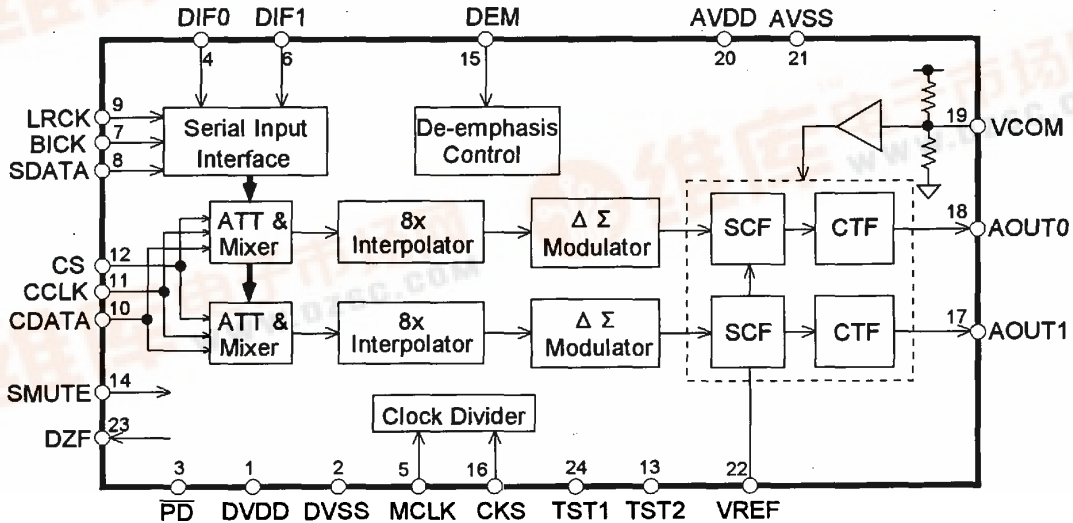 DIF0 DIF1 DEM AVDD AVSS
4 6 15 20 21
LRCK 9
BICK 7
SDATA 8
Serial Input Interface
De-emphasis Control
19 VCOM
ATT & Mixer
8x Interpolator
Δ Σ Modulator
SCF
CTF
18 AOUT0
CS 12
CCLK 11
CDATA 10
ATT & Mixer
8x Interpolator
Δ Σ Modulator
SCF
CTF
17 AOUT1
SMUTE 14
DZF 23
Clock Divider
3 1 2 5 16 24 13 22
PD DVDD DVSS MCLK CKS TST1 TST2 VREF